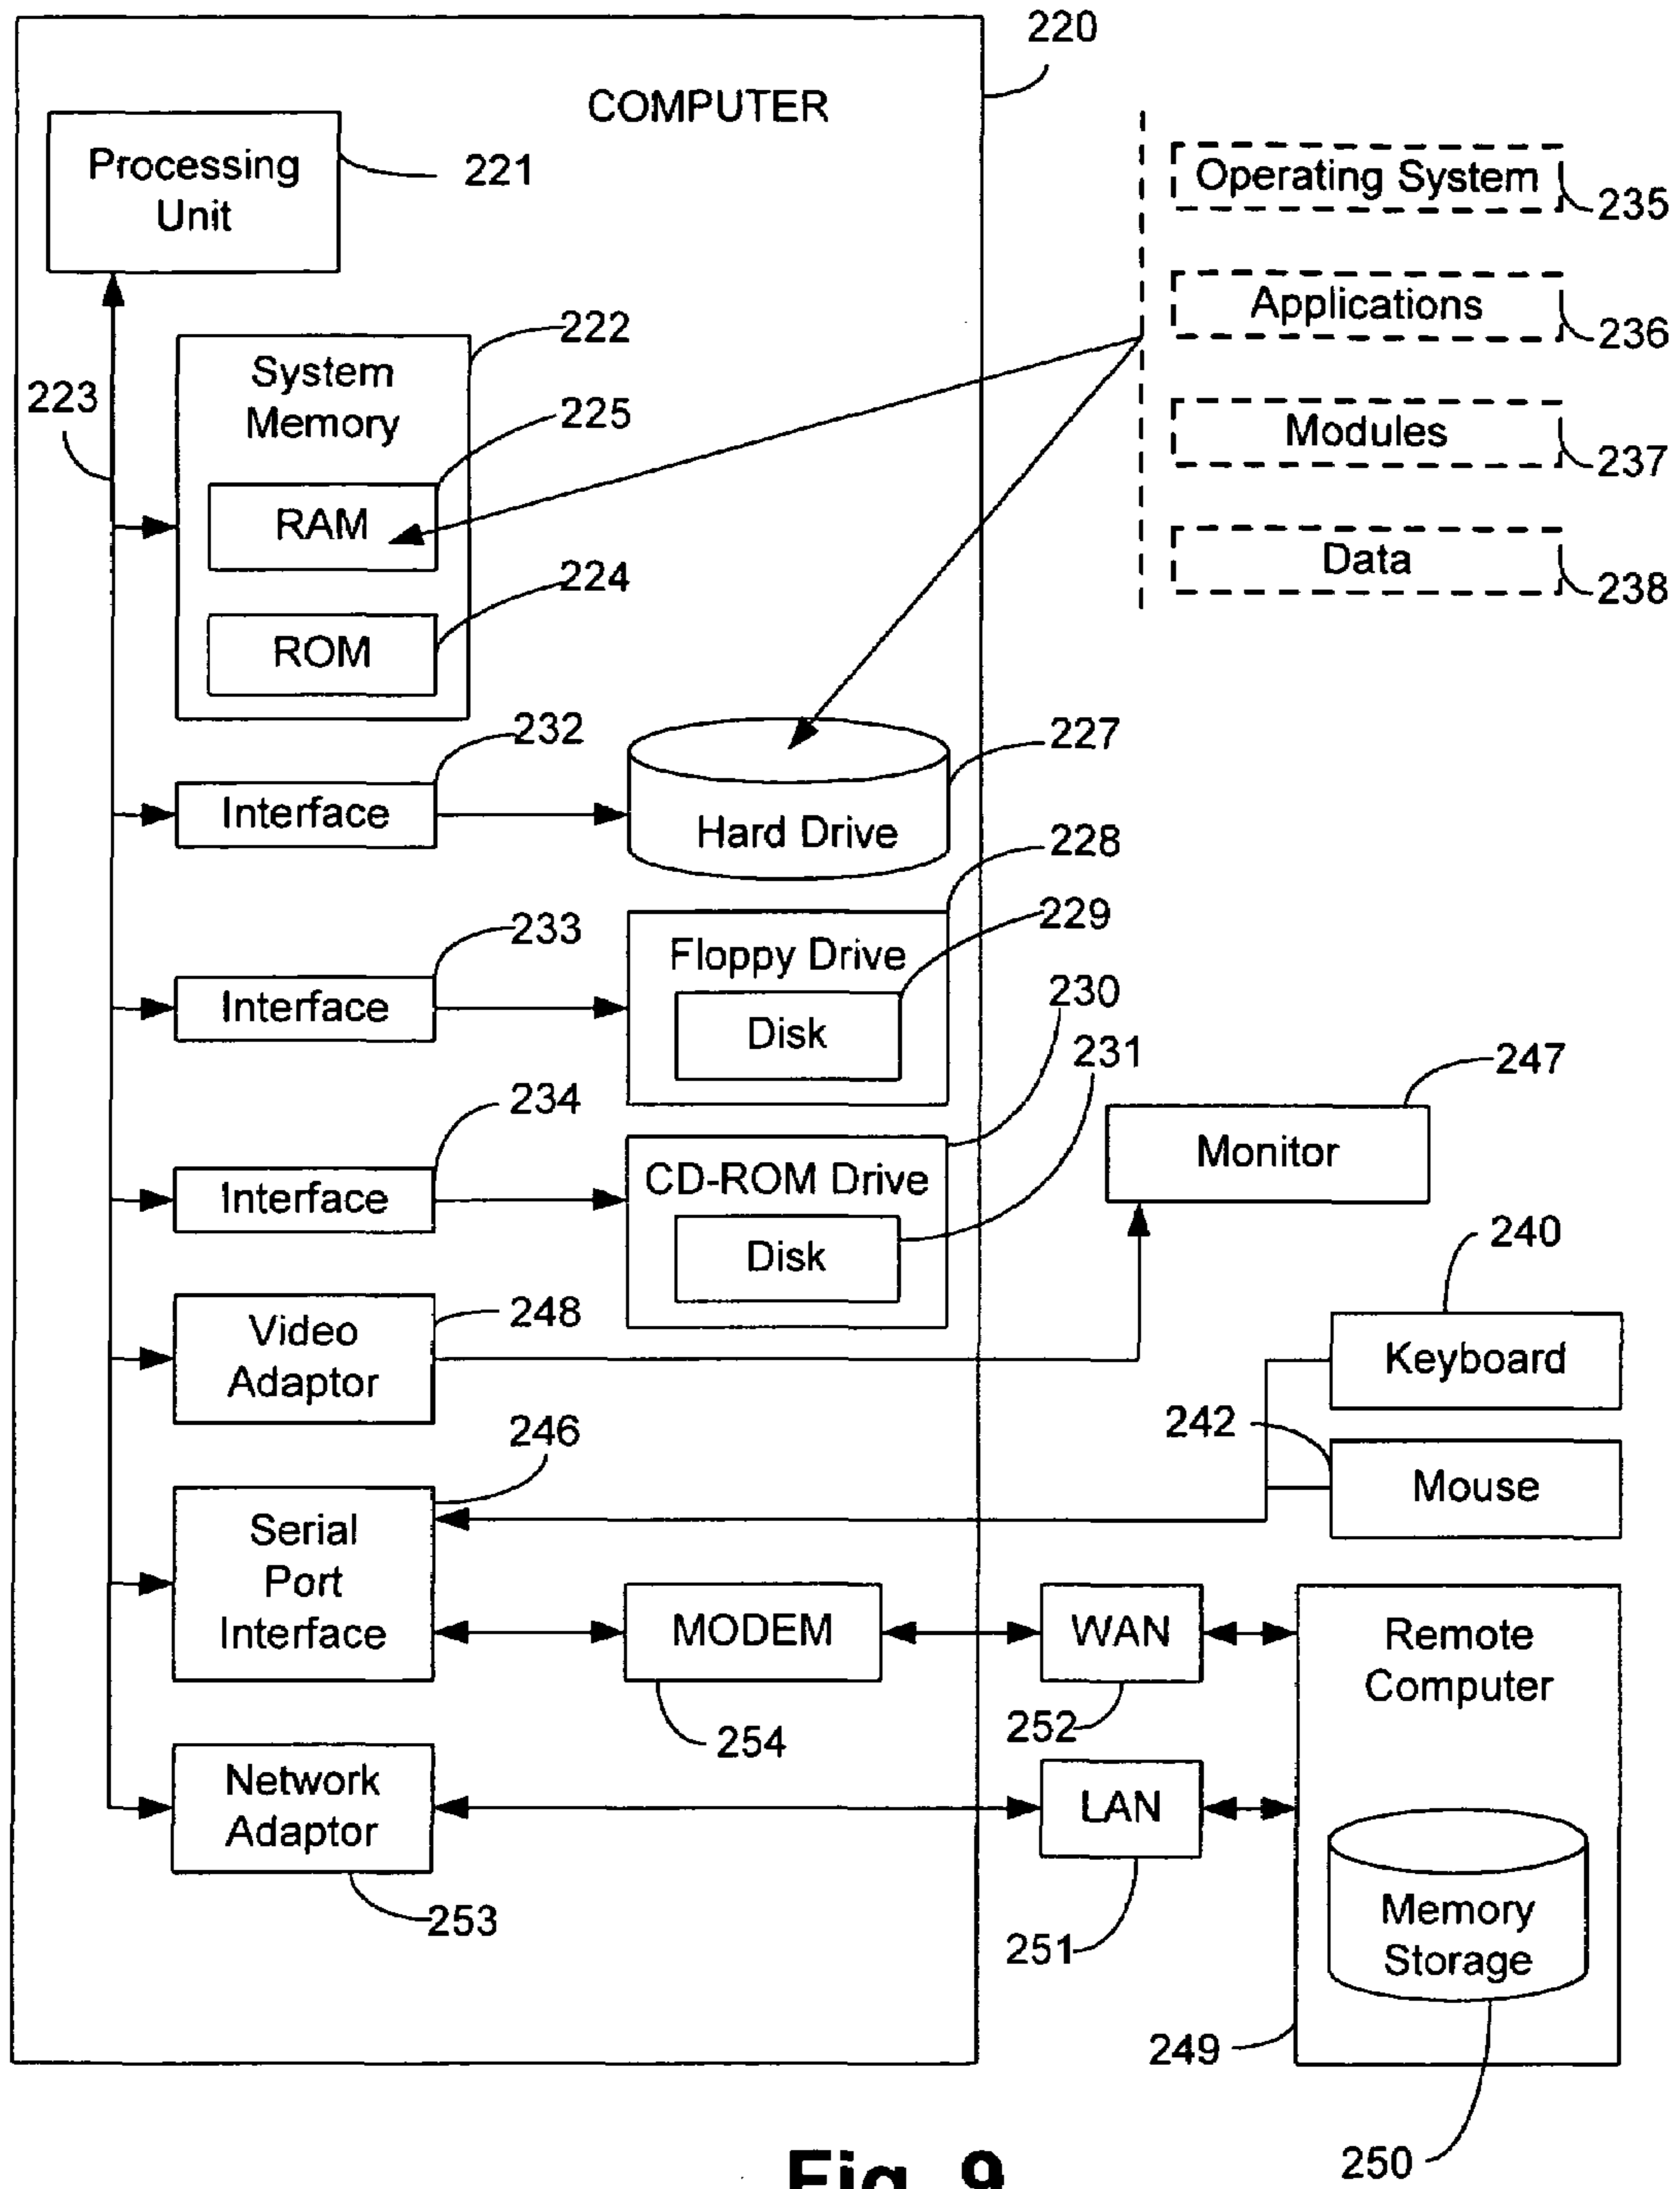 220
COMPUTER
Processing
Unit
221
Operating System
235
Applications
236
Modules
237
Data
238
222
System
Memory
223
225
RAM
224
ROM
232
Interface
227
Hard Drive
228
233
Interface
229
Floppy Drive
Disk
230
231
234
Interface
CD-ROM Drive
Disk
247
Monitor
248
Video
Adaptor
240
Keyboard
242
Mouse
246
Serial
Port
Interface
MODEM
254
WAN
252
Remote
Computer
Network
Adaptor
253
LAN
251
Memory
Storage
249
250
Fig. 9